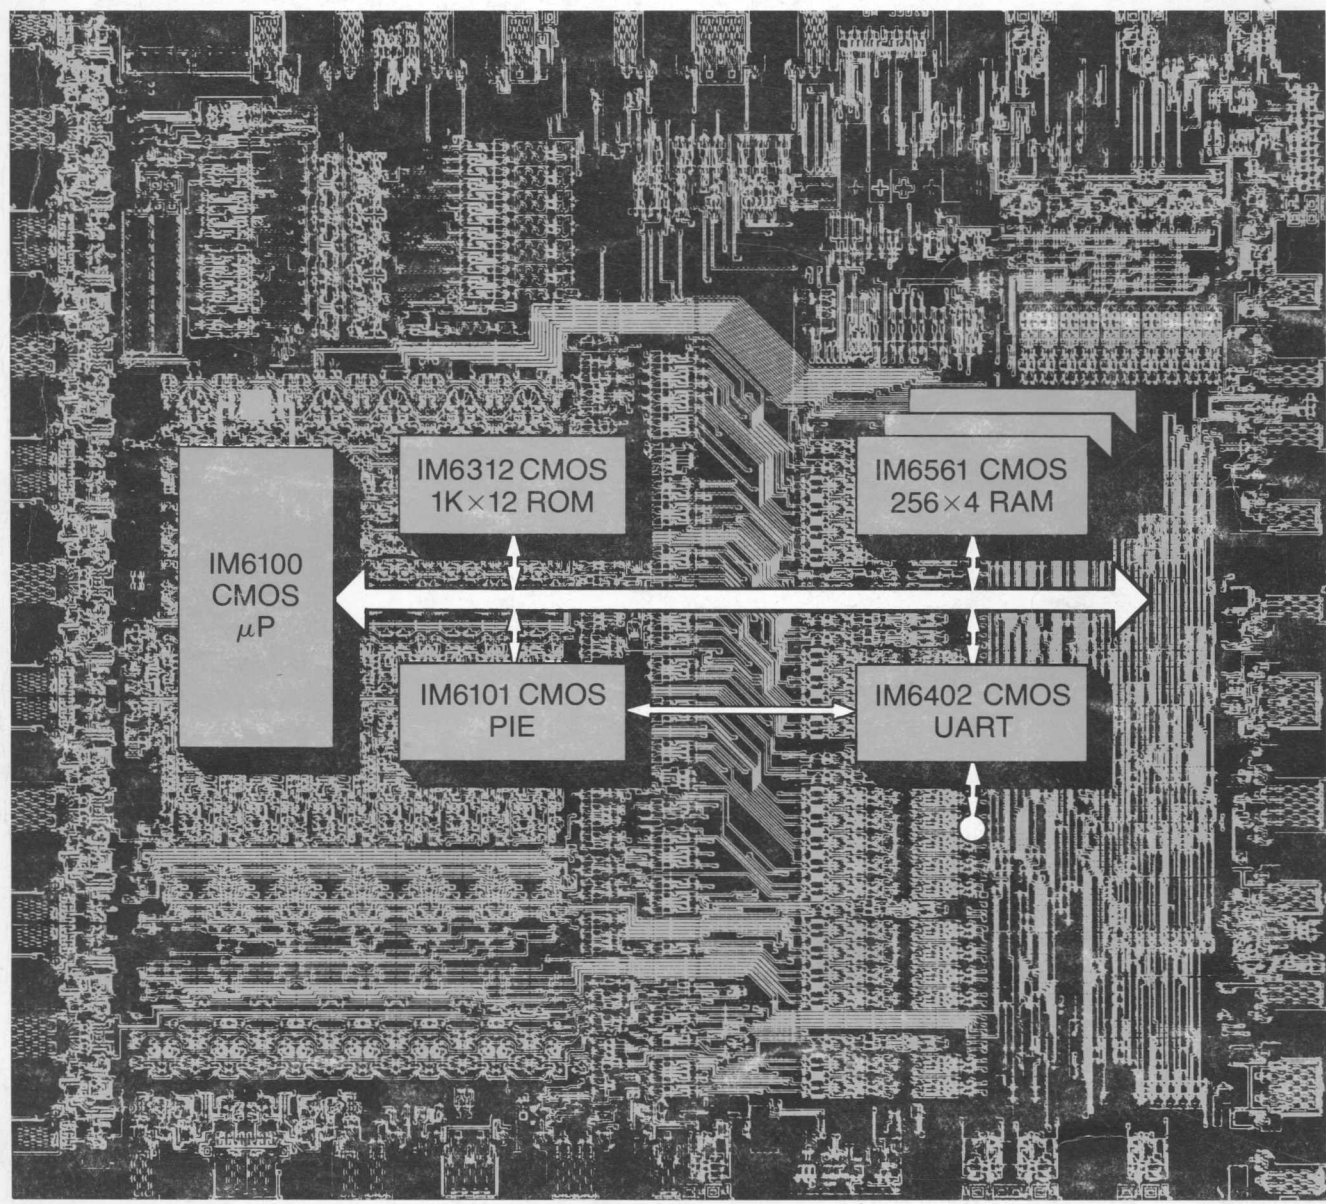 IM6312 CMOS
1K×12 ROM
IM6561 CMOS
256×4 RAM
IM6100
CMOS
μP
IM6101 CMOS
PIE
IM6402 CMOS
UART